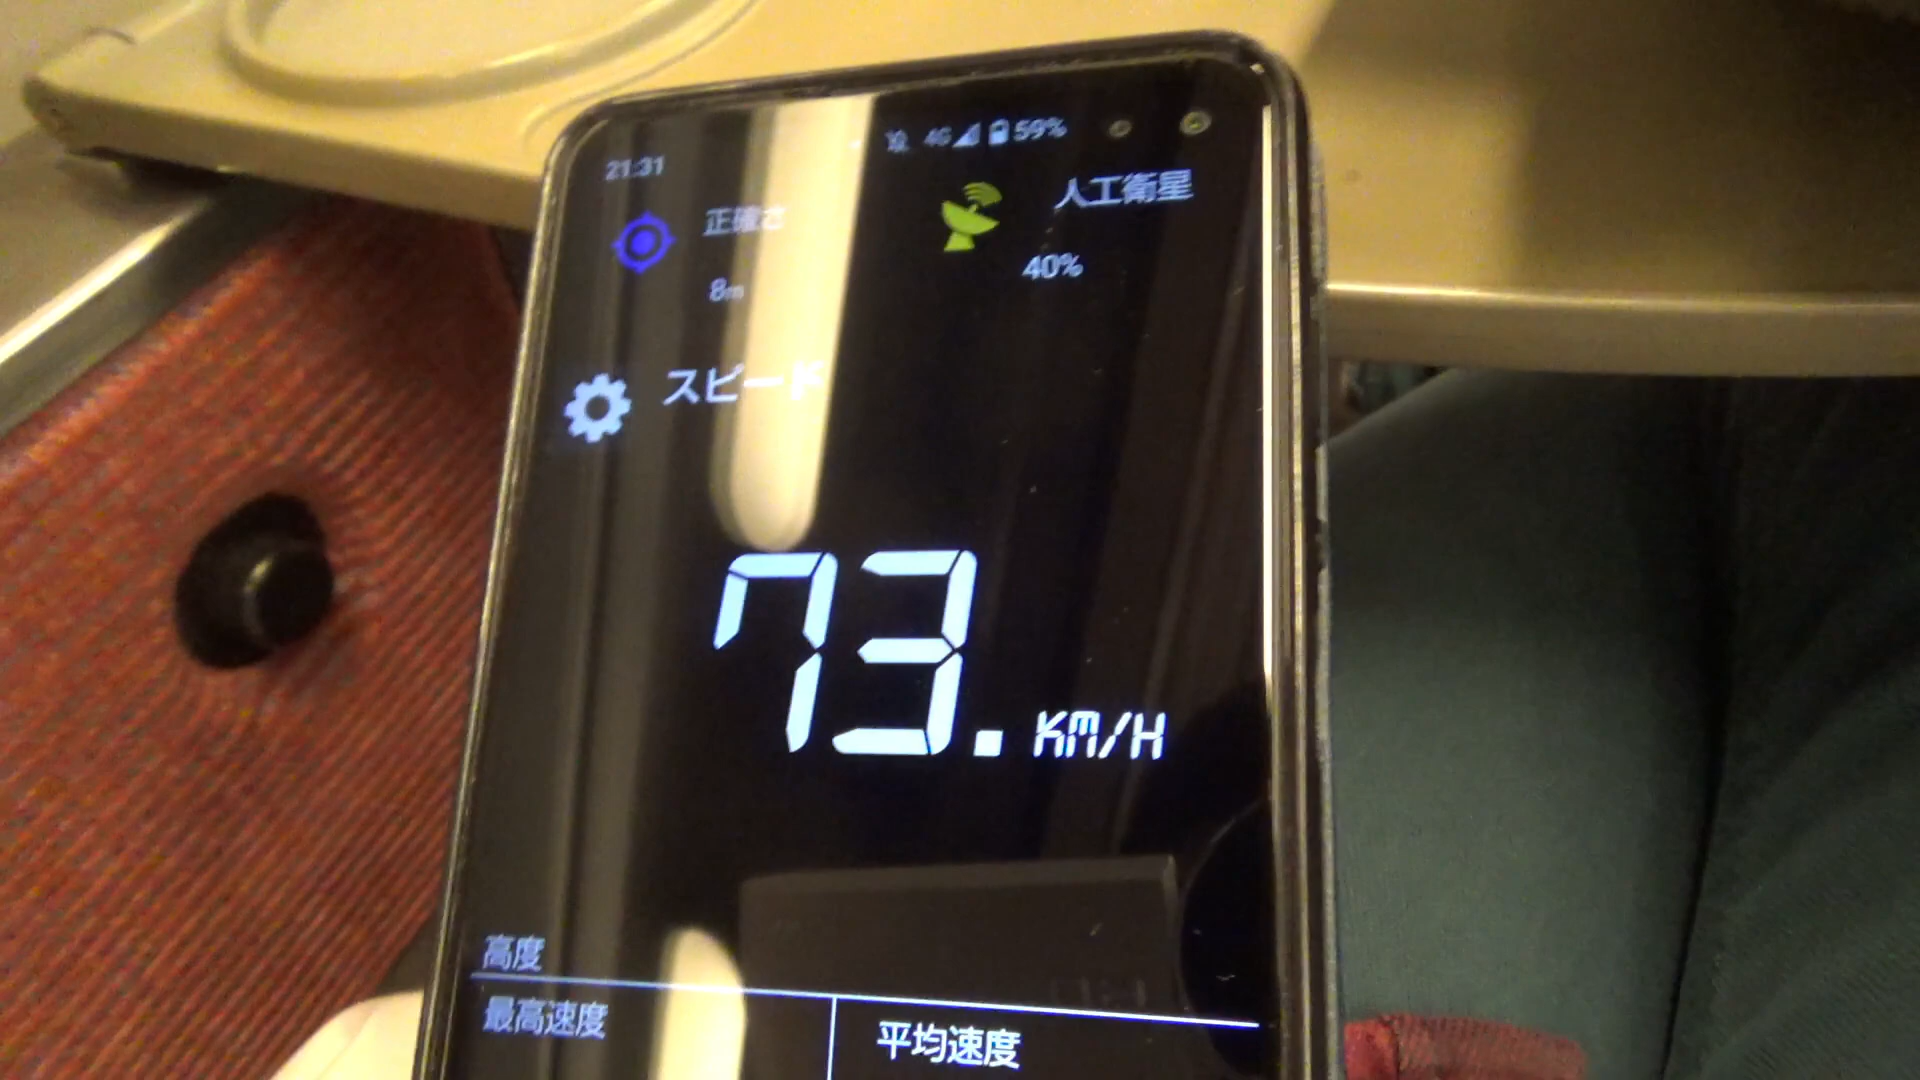 21:31 4G 59%
正確さ 人工衛星
8m 40%
スピード
73. KM/H
高度
最高速度 平均速度